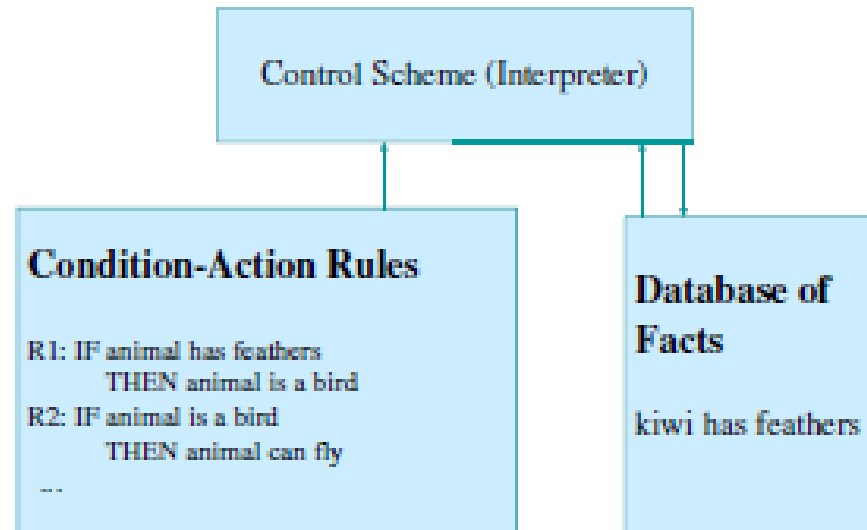 Control Scheme (Interpreter)
Condition-Action Rules
R1: IF animal has feathers
THEN animal is a bird
R2: IF animal is a bird
THEN animal can fly
...
Database of
Facts
kiwi has feathers